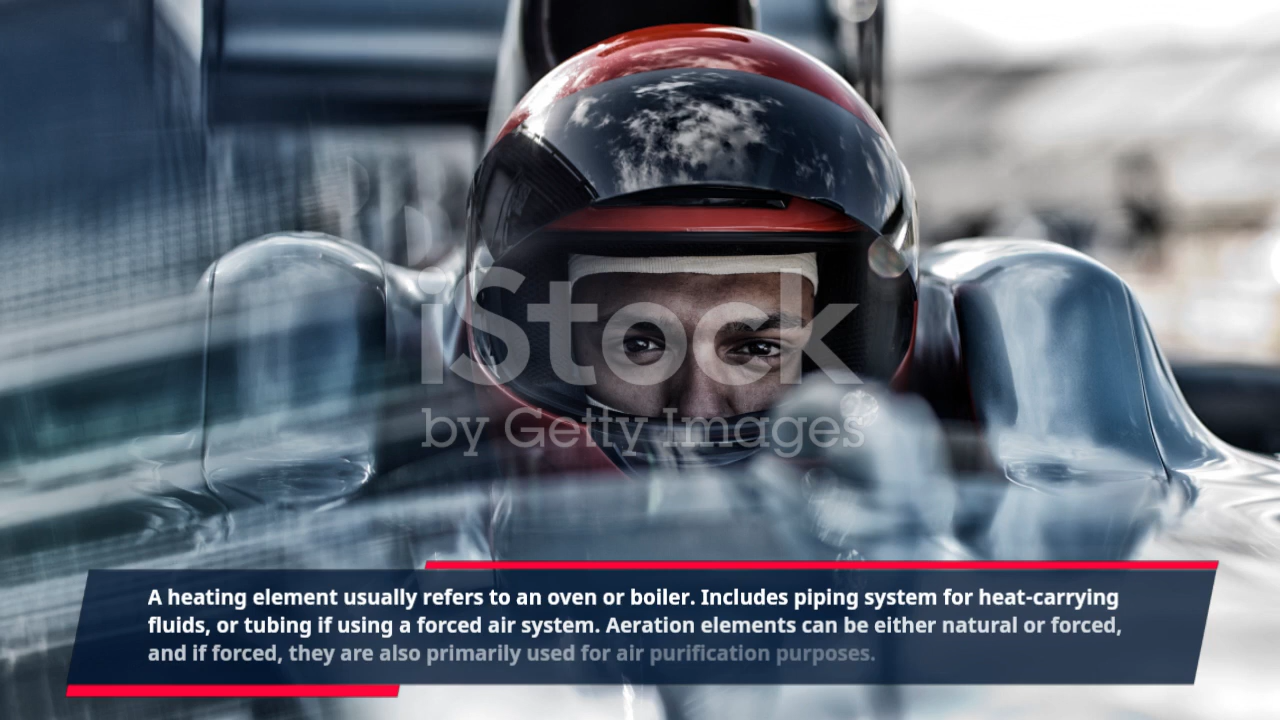 iStock
by Getty Images
A heating element usually refers to an oven or boiler. Includes piping system for heat-carrying
fluids, or tubing if using a forced air system. Aeration elements can be either natural or forced,
and if forced, they are also primarily used for air purification purposes.